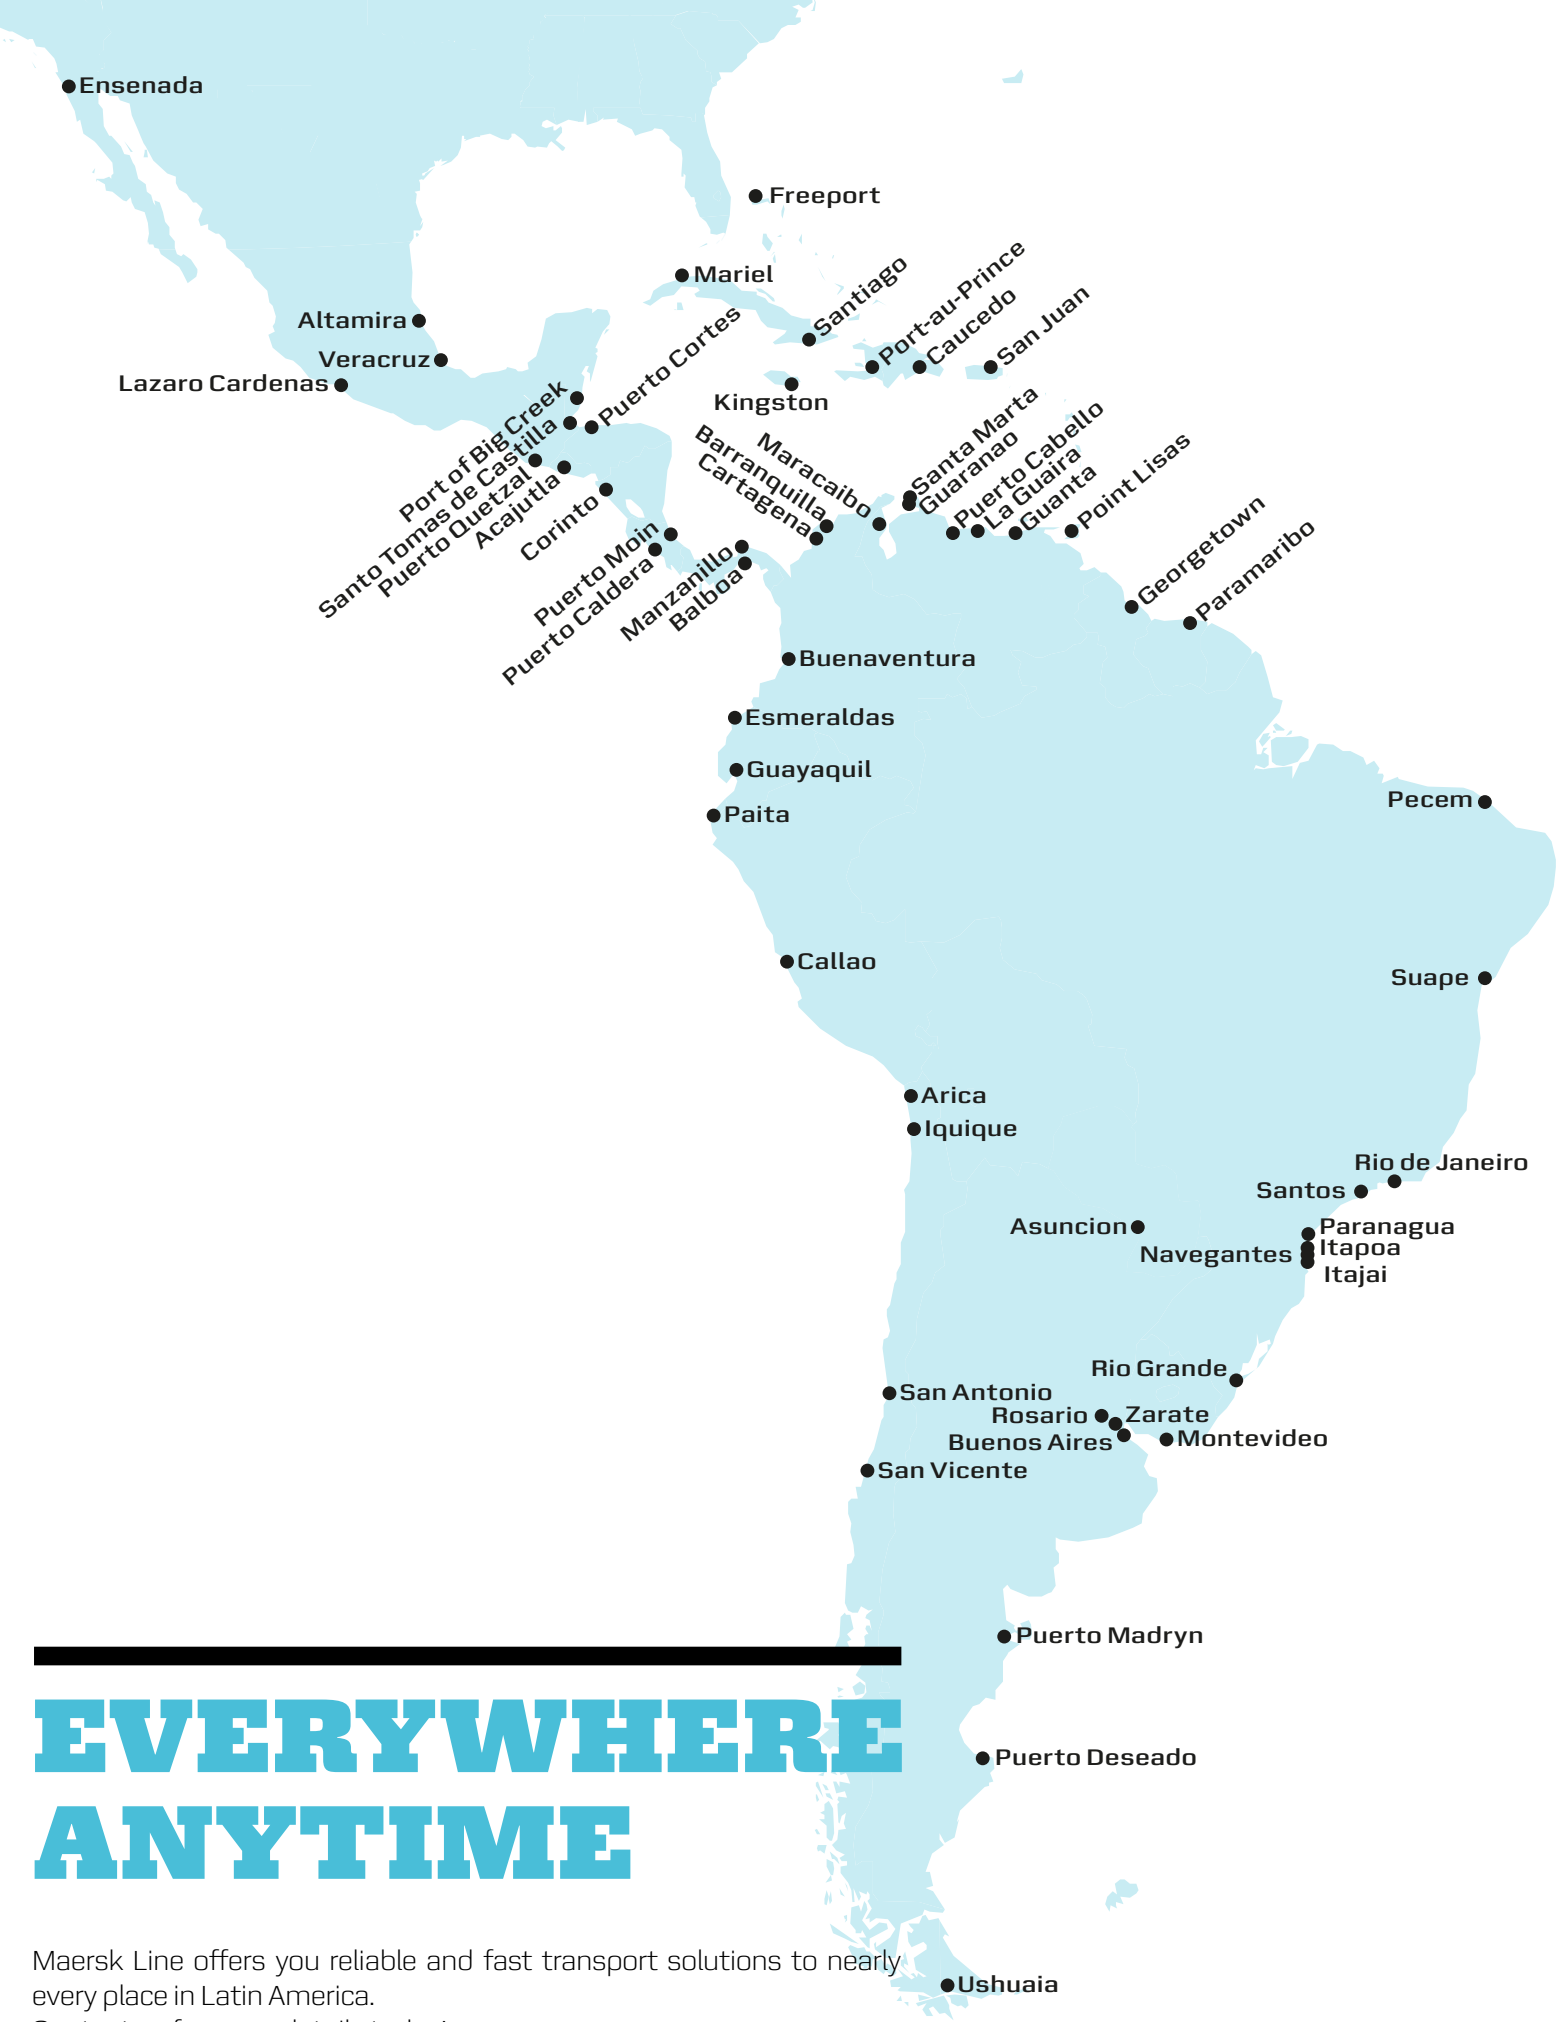 Ensenada
Freeport
Mariel
Santiago
Port-au-Prince
Caucedo
San Juan
Altamira
Veracruz
Lazaro Cardenas
Puerto Cortes
Kingston
Port of Big Creek
Santo Tomas de Castilla
Puerto Quetzal
Acajutla
Corinto
Puerto Moin
Puerto Caldera
Manzanillo
Balboa
Cartagena
Barranquilla
Maracaibo
Santa Marta
Guaranao
Puerto Cabello
La Guaira
Guanta
Point Lisas
Georgetown
Paramaribo
Buenaventura
Esmeraldas
Guayaquil
Paita
Pecem
Callao
Suape
Arica
Iquique
Rio de Janeiro
Santos
Asuncion
Paranagua
Itapoa
Navegantes
Itajai
Rio Grande
San Antonio
Rosario
Zarate
Buenos Aires
Montevideo
San Vicente
Puerto Madryn
Puerto Deseado
Ushuaia
EVERYWHERE
ANYTIME
Maersk Line offers you reliable and fast transport solutions to nearly
every place in Latin America.